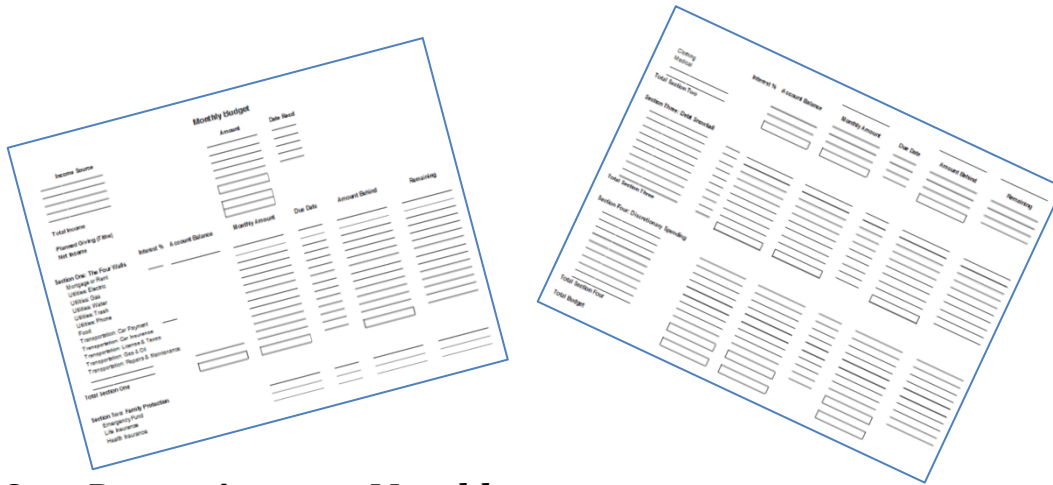 Monthly Budget
Amount
Date Recd
Income Source
Total Income
Planned Giving (Tithe)
Net Income
Interest %
Account Balance
Monthly Amount
Due Date
Amount Behind
Remaining
Section One: The Four Walls
Mortgage or Rent
Utilities: Electric
Utilities: Gas
Utilities: Water
Utilities: Trash
Utilities: Phone
Food
Transportation: Car Payment
Transportation: Car Insurance
Transportation: License & Taxes
Transportation: Gas & Oil
Transportation: Repairs & Maintenance
Total Section One
Section Two: Family Protection
Emergency Fund
Life Insurance
Health Insurance
Clothing
Medical
Total Section Two
Interest %
Account Balance
Monthly Amount
Due Date
Amount Behind
Remaining
Section Three: Debt Snowball
Total Section Three
Section Four: Discretionary Spending
Total Section Four
Total Budget